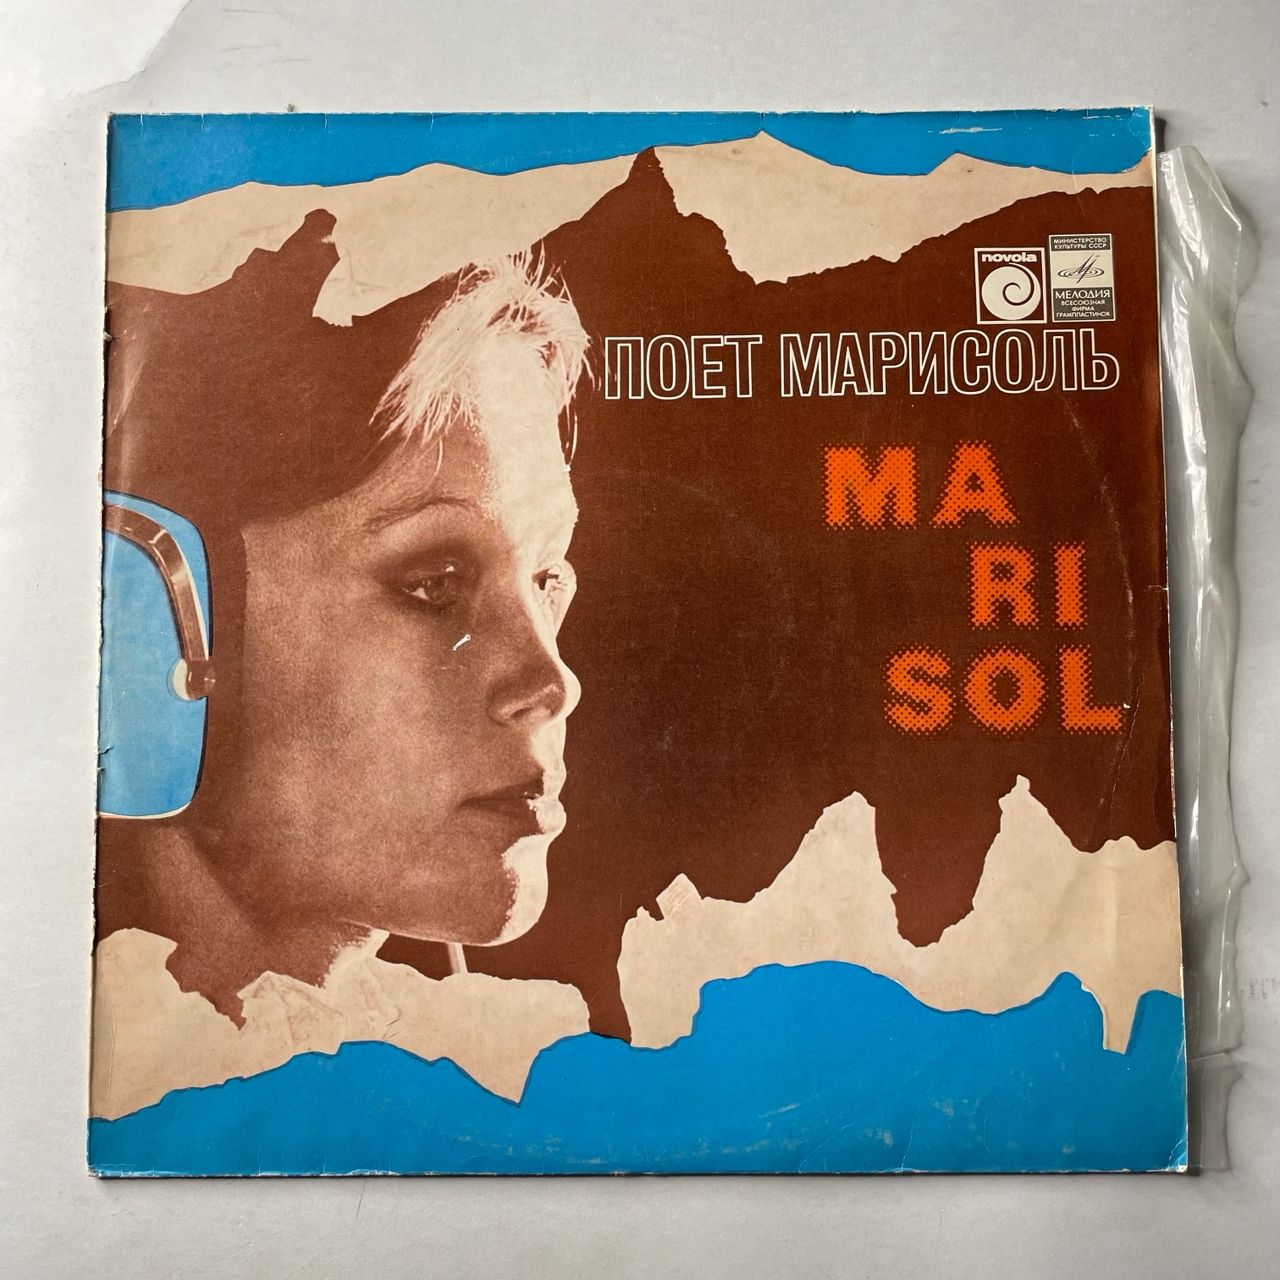 novola
МИНИСТЕРСТВО
КУЛЬТУРЫ СССР
МЕЛОДИЯ
ВСЕСОЮЗНАЯ
ФИРМА
ГРАМПЛАСТИНОК
ПОЕТ МАРИСОЛЬ
MA
RI
SOL